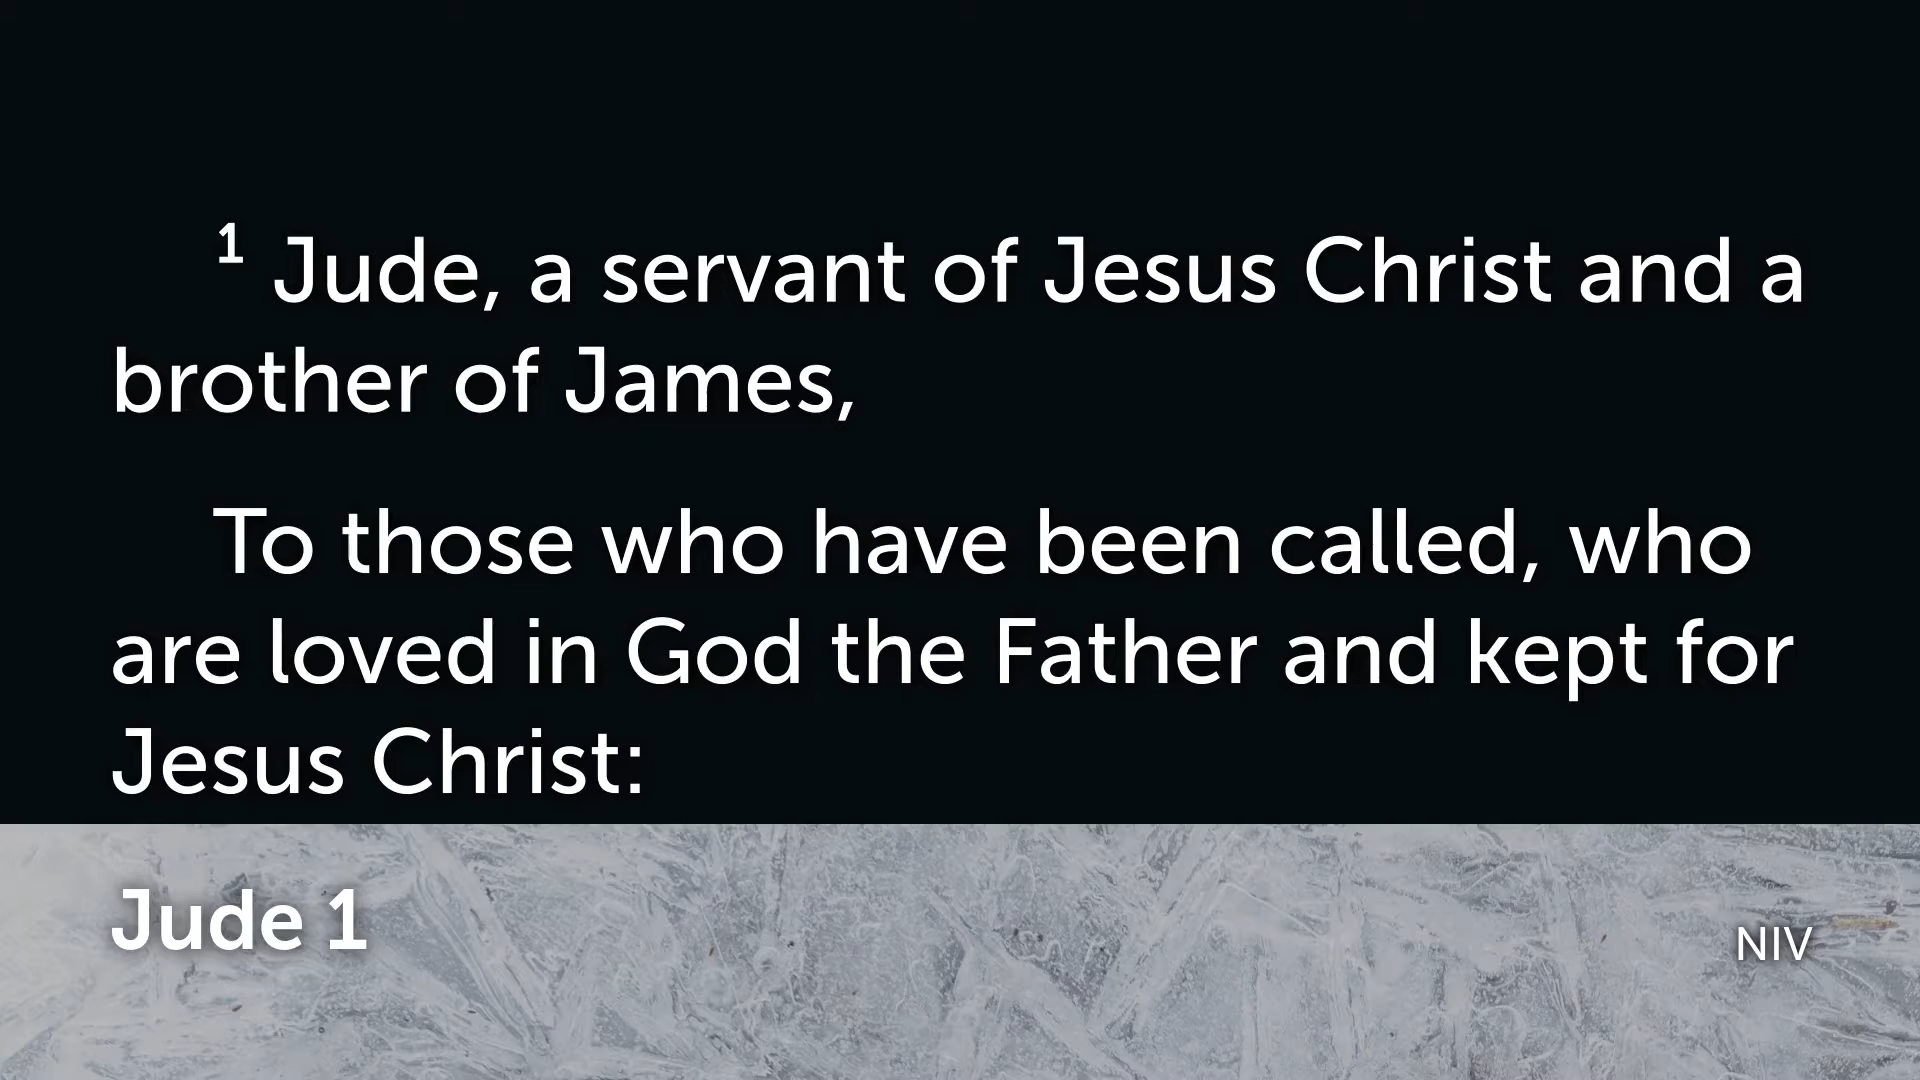 1 Jude, a servant of Jesus Christ and a
brother of James,
To those who have been called, who
are loved in God the Father and kept for
Jesus Christ:
Jude 1
NIV